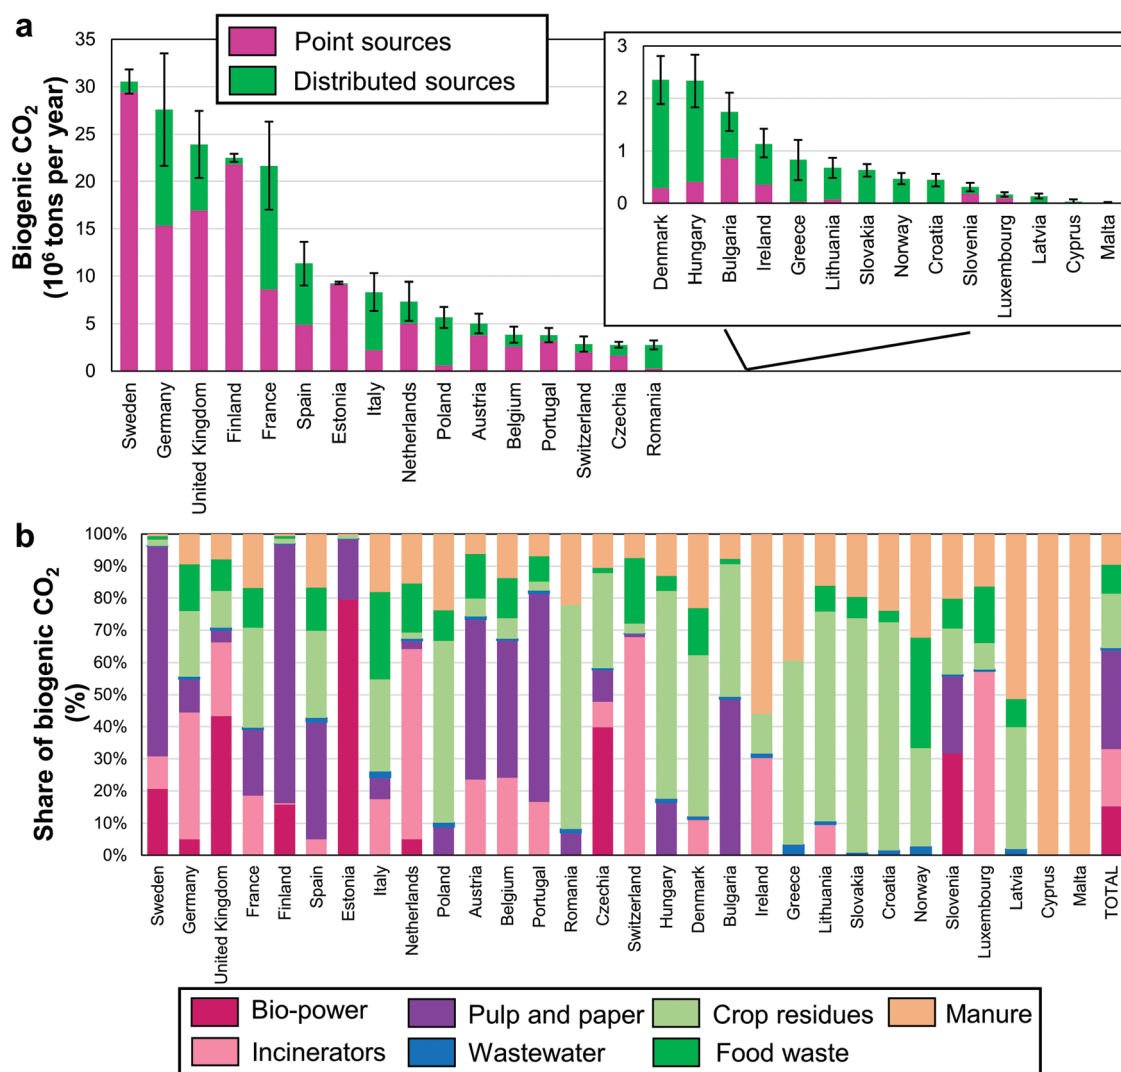 a
Point sources
Distributed sources
Biogenic CO₂
(10⁶ tons per year)
35
30
25
20
15
10
5
0
Sweden
Germany
United Kingdom
Finland
France
Spain
Estonia
Italy
Netherlands
Poland
Austria
Belgium
Portugal
Switzerland
Czechia
Romania
3
2
1
0
Denmark
Hungary
Bulgaria
Ireland
Greece
Lithuania
Slovakia
Norway
Croatia
Slovenia
Luxembourg
Latvia
Cyprus
Malta
b
Share of biogenic CO₂
(%)
100%
90%
80%
70%
60%
50%
40%
30%
20%
10%
0%
Sweden
Germany
United Kingdom
France
Finland
Spain
Estonia
Italy
Netherlands
Poland
Austria
Belgium
Portugal
Romania
Czechia
Switzerland
Hungary
Denmark
Bulgaria
Ireland
Greece
Lithuania
Slovakia
Croatia
Norway
Slovenia
Luxembourg
Latvia
Cyprus
Malta
TOTAL
Bio-power
Pulp and paper
Crop residues
Manure
Incinerators
Wastewater
Food waste